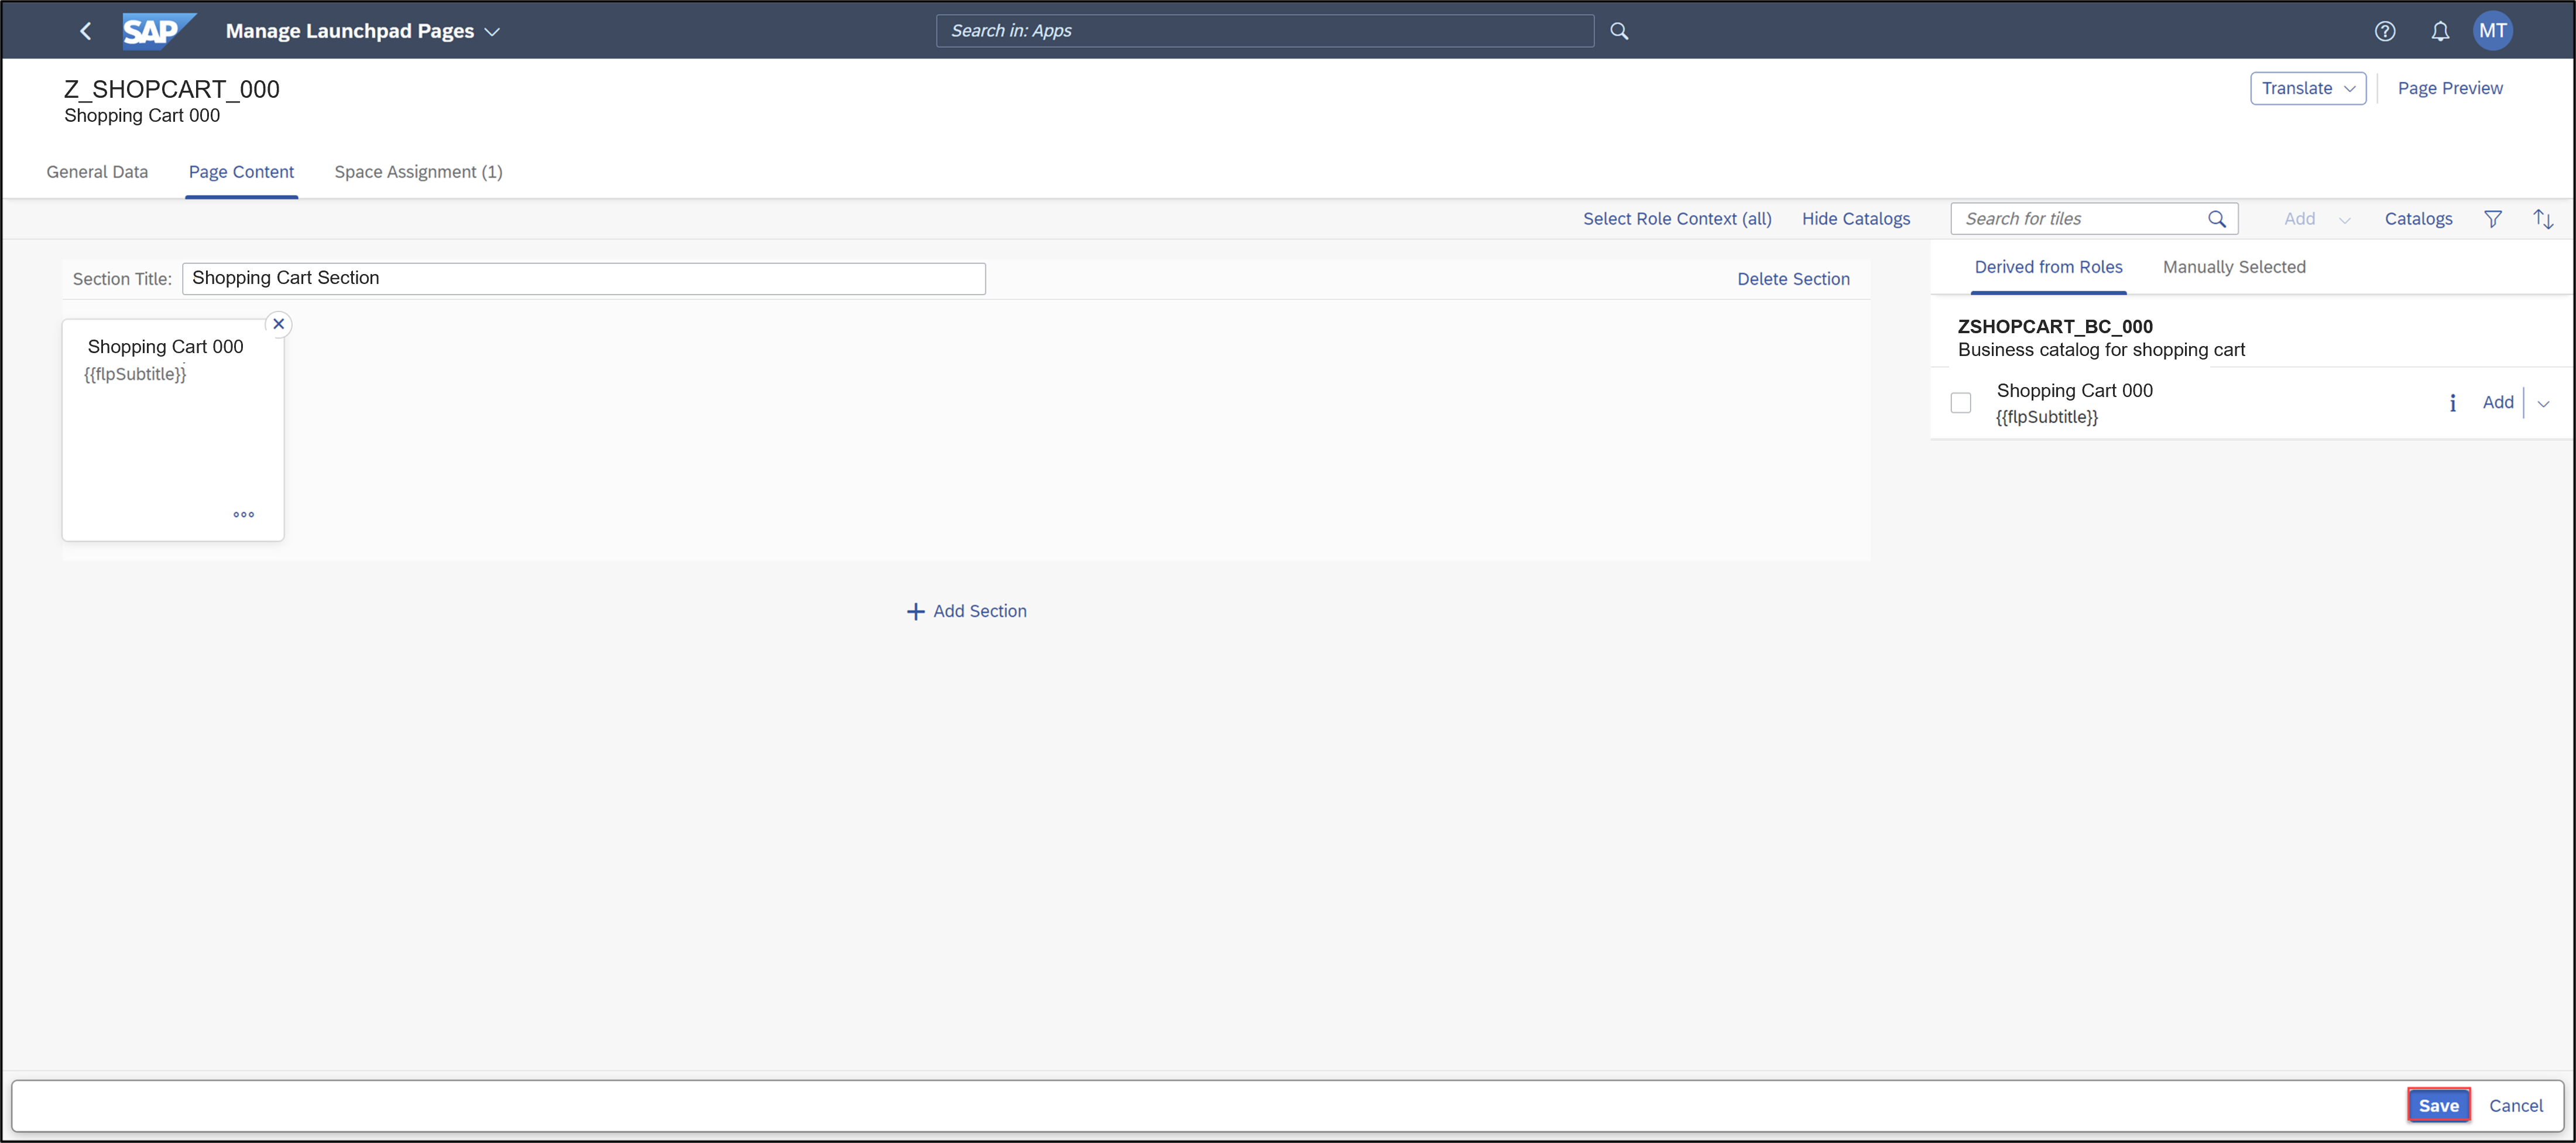 SAP Manage Launchpad Pages Search in: Apps MT
Z_SHOPCART_000
Shopping Cart 000
Translate Page Preview
General Data Page Content Space Assignment (1)
Select Role Context (all) Hide Catalogs Search for tiles Add Catalogs
Section Title: Shopping Cart Section Delete Section
Shopping Cart 000
{{flpSubtitle}}
Add Section
Derived from Roles Manually Selected
ZSHOPCART_BC_000
Business catalog for shopping cart
Shopping Cart 000
{{flpSubtitle}}
Add
Save Cancel